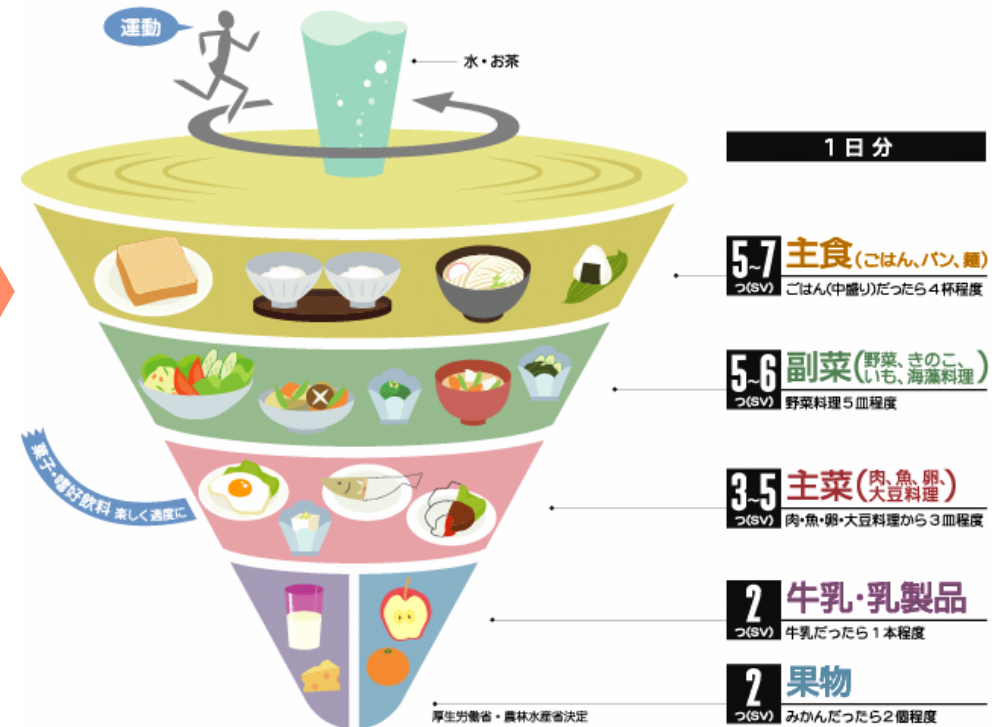 運動
水・お茶
1日分
5~7
つ(SV)
主食(ごはん、パン、麺)
ごはん(中盛り)だったら4杯程度
5~6
つ(SV)
副菜(野菜、きのこ、
いも、海藻料理)
野菜料理5皿程度
菓子・嗜好飲料 楽しく適度に
3~5
つ(SV)
主菜(肉、魚、卵、
大豆料理)
肉・魚・卵・大豆料理から3皿程度
2
つ(SV)
牛乳・乳製品
牛乳だったら1本程度
2
つ(SV)
果物
みかんだったら2個程度
厚生労働省・農林水産省決定